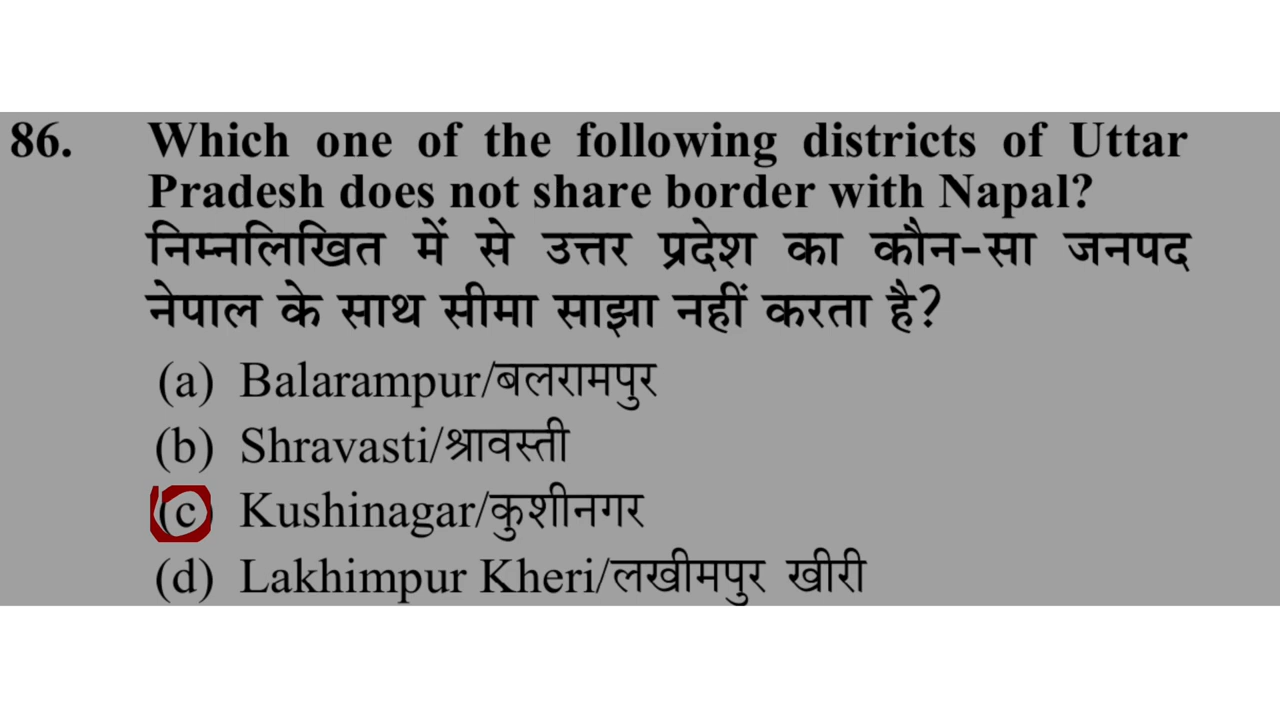 86. Which one of the following districts of Uttar
Pradesh does not share border with Napal?
निम्नलिखित में से उत्तर प्रदेश का कौन-सा जनपद
नेपाल के साथ सीमा साझा नहीं करता है?
(a) Balarampur/बलरामपुर
(b) Shravasti/श्रावस्ती
(c) Kushinagar/कुशीनगर
(d) Lakhimpur Kheri/लखीमपुर खीरी